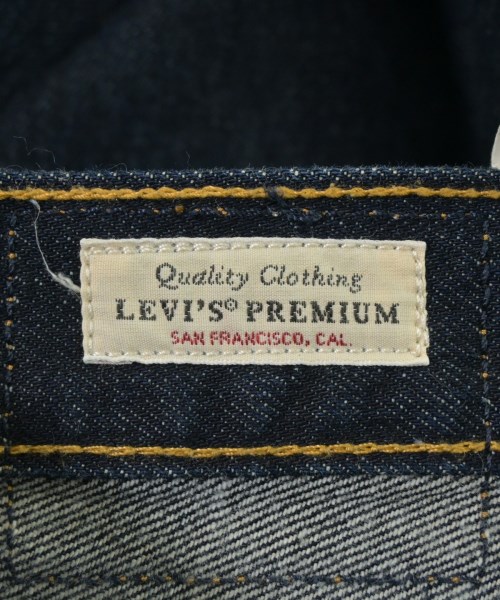 Quality Clothing
LEVI'S® PREMIUM
SAN FRANCISCO, CAL.